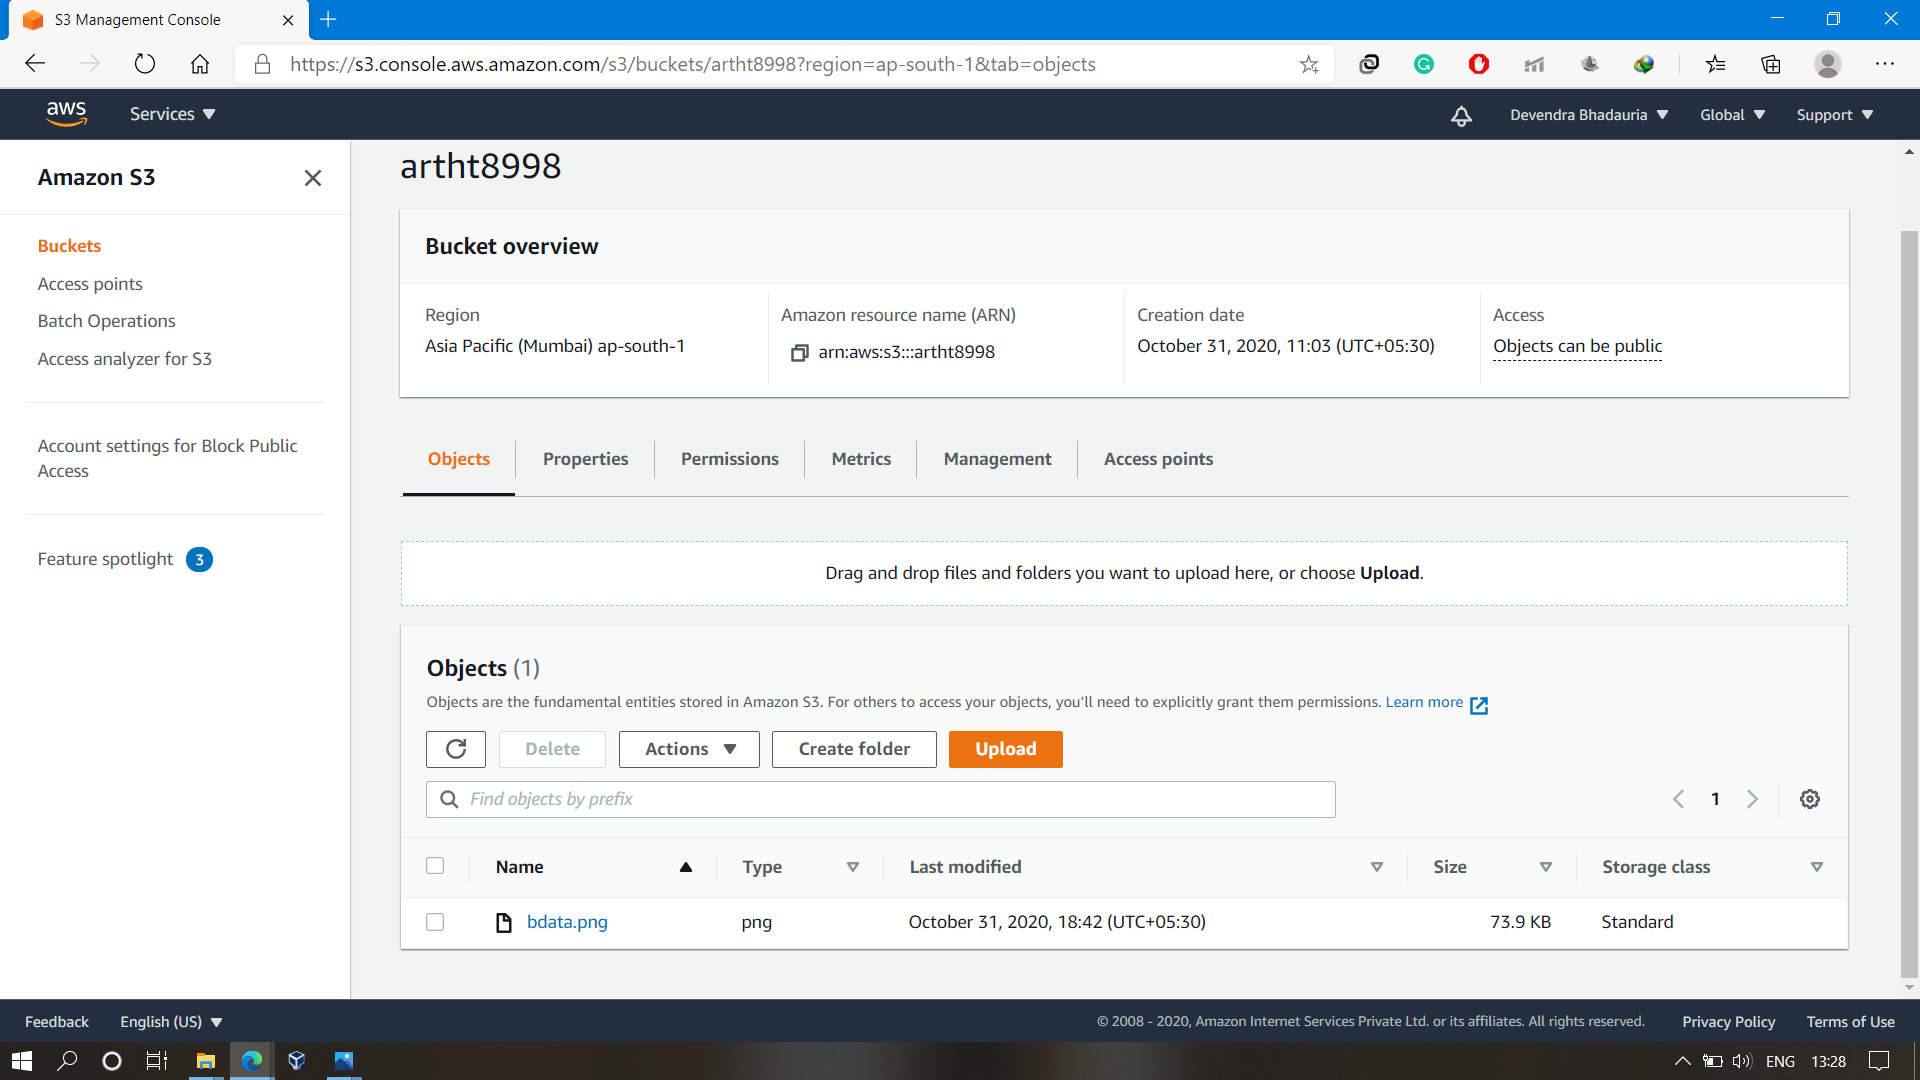 S3 Management Console
https://s3.console.aws.amazon.com/s3/buckets/artht8998?region=ap-south-1&tab=objects
aws Services Devendra Bhadauria Global Support
Amazon S3
Buckets
Access points
Batch Operations
Access analyzer for S3
Account settings for Block Public
Access
Feature spotlight 3
artht8998
Bucket overview
Region Amazon resource name (ARN) Creation date Access
Asia Pacific (Mumbai) ap-south-1 arn:aws:s3:::artht8998 October 31, 2020, 11:03 (UTC+05:30) Objects can be public
Objects Properties Permissions Metrics Management Access points
Drag and drop files and folders you want to upload here, or choose Upload.
Objects (1)
Objects are the fundamental entities stored in Amazon S3. For others to access your objects, you'll need to explicitly grant them permissions. Learn more
Delete Actions Create folder Upload
Find objects by prefix 1
Name Type Last modified Size Storage class
bdata.png png October 31, 2020, 18:42 (UTC+05:30) 73.9 KB Standard
Feedback English (US) © 2008 - 2020, Amazon Internet Services Private Ltd. or its affiliates. All rights reserved. Privacy Policy Terms of Use
ENG 13:28